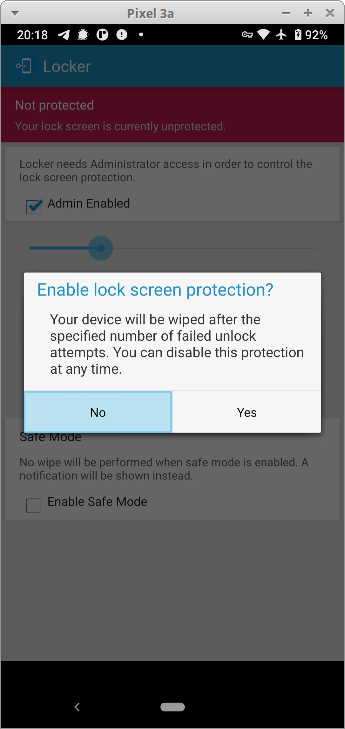 Pixel 3a
20:18
92%
Locker
Not protected
Your lock screen is currently unprotected.
Locker needs Administrator access in order to control the
lock screen protection.
Admin Enabled
Enable lock screen protection?
Your device will be wiped after the
specified number of failed unlock
attempts. You can disable this protection
at any time.
No
Yes
Safe Mode
No wipe will be performed when safe mode is enabled. A
notification will be shown instead.
Enable Safe Mode